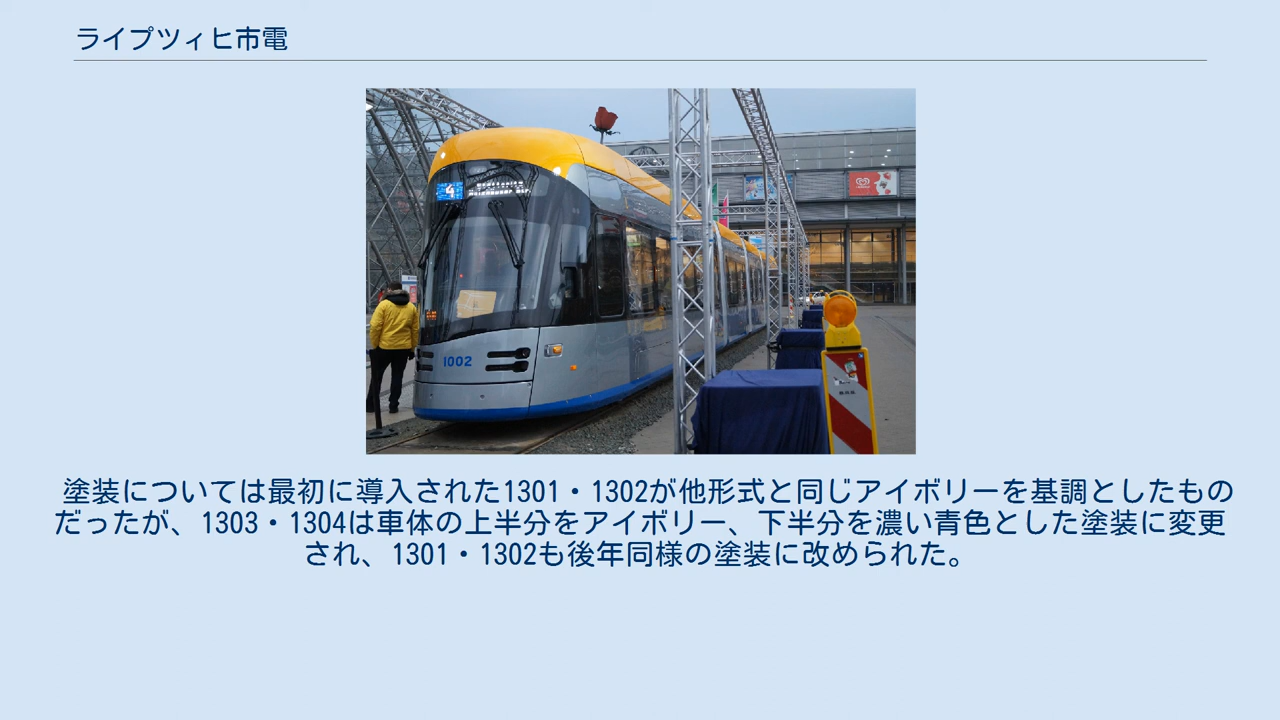 ライプツィヒ市電
4
1002
塗装については最初に導入された1301・1302が他形式と同じアイボリーを基調としたもの
だったが、1303・1304は車体の上半分をアイボリー、下半分を濃い青色とした塗装に変更
され、1301・1302も後年同様の塗装に改められた。